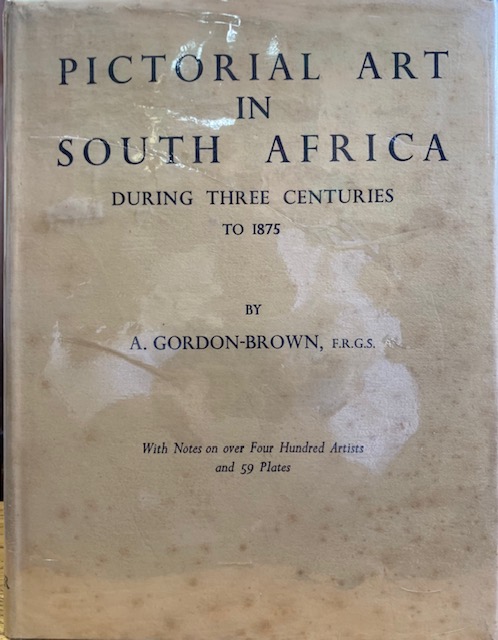 PICTORIAL ART
IN
SOUTH AFRICA
DURING THREE CENTURIES
TO 1875
BY
A. GORDON-BROWN, F.R.G.S.
With Notes on over Four Hundred Artists
and 59 Plates